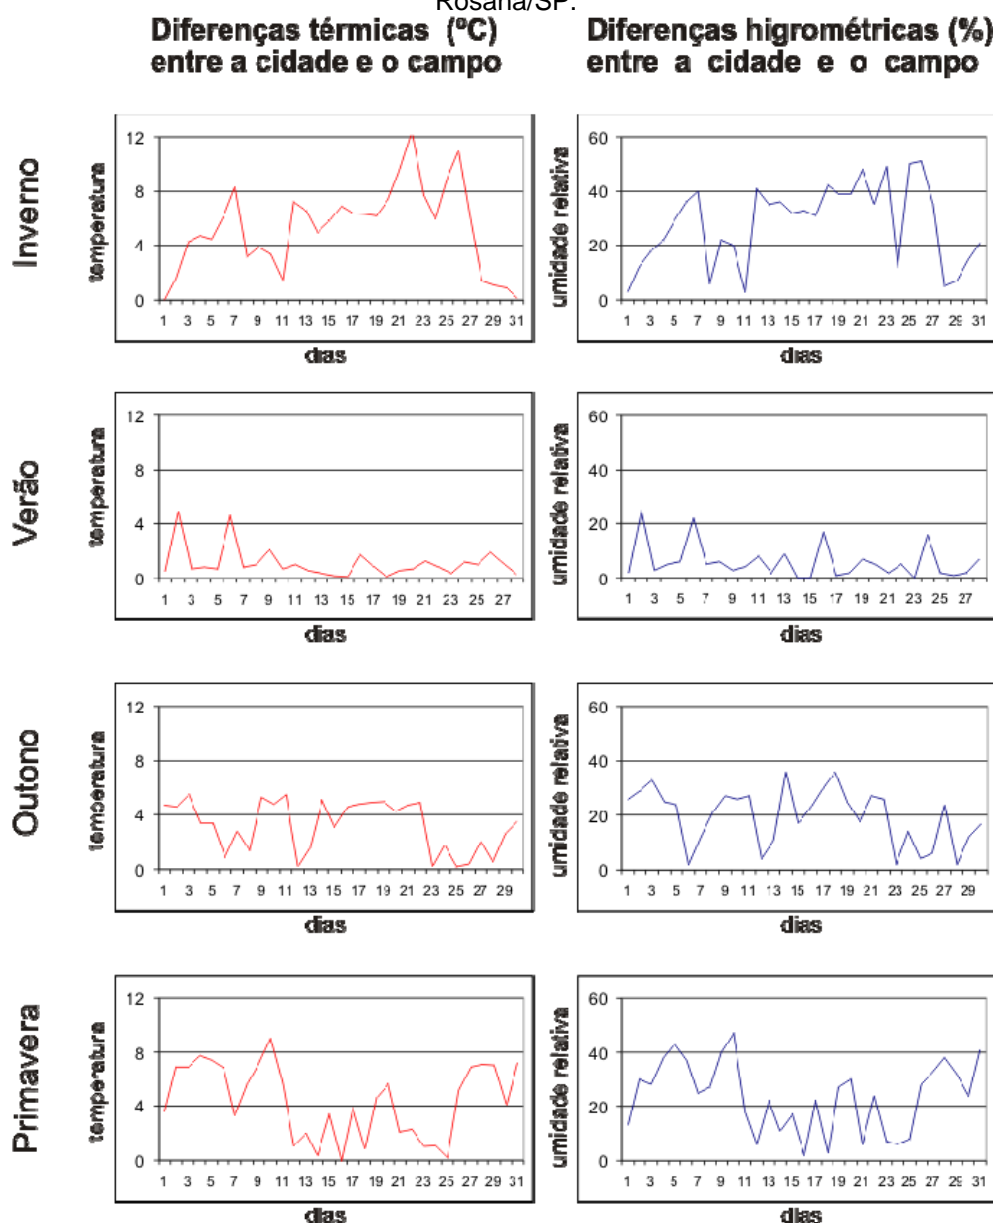 Rosana/SP.
Diferenças térmicas (ºC)
entre a cidade e o campo
Diferenças higrométricas (%)
entre a cidade e o campo
Inverno
temperatura
12
8
4
0
1 3 5 7 9 11 13 15 17 19 21 23 25 27 29 31
dias
umidade relativa
60
40
20
0
1 3 5 7 9 11 13 15 17 19 21 23 25 27 29 31
dias
Verão
temperatura
12
8
4
0
1 3 5 7 9 11 13 15 17 19 21 23 25 27
dias
umidade relativa
60
40
20
0
1 3 5 7 9 11 13 15 17 19 21 23 25 27
dias
Outono
temperatura
12
8
4
0
1 3 5 7 9 11 13 15 17 19 21 23 25 27 29
dias
umidade relativa
60
40
20
0
1 3 5 7 9 11 13 15 17 19 21 23 25 27 29
dias
Primavera
temperatura
12
8
4
0
1 3 5 7 9 11 13 15 17 19 21 23 25 27 29 31
dias
umidade relativa
60
40
20
0
1 3 5 7 9 11 13 15 17 19 21 23 25 27 29 31
dias